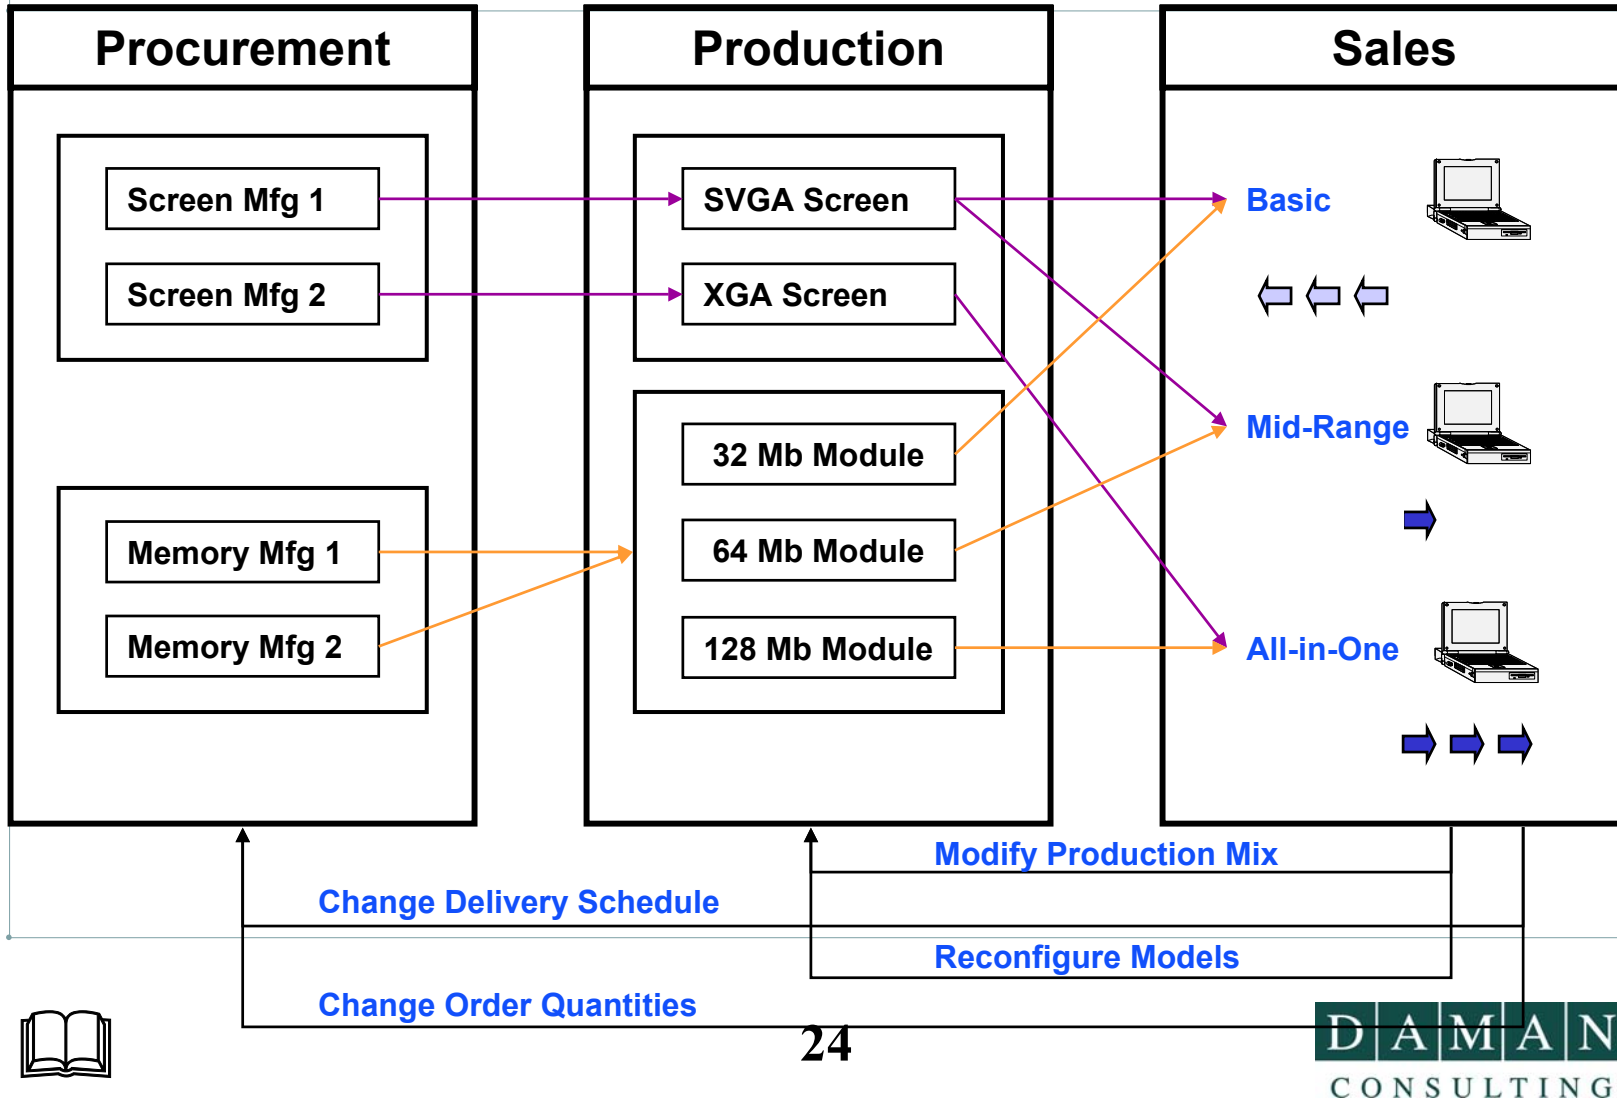 Procurement
Production
Sales
Screen Mfg 1
Screen Mfg 2
Memory Mfg 1
Memory Mfg 2
SVGA Screen
XGA Screen
32 Mb Module
64 Mb Module
128 Mb Module
Basic
Mid-Range
All-in-One
Modify Production Mix
Change Delivery Schedule
Reconfigure Models
Change Order Quantities
24
DAMAN
CONSULTING